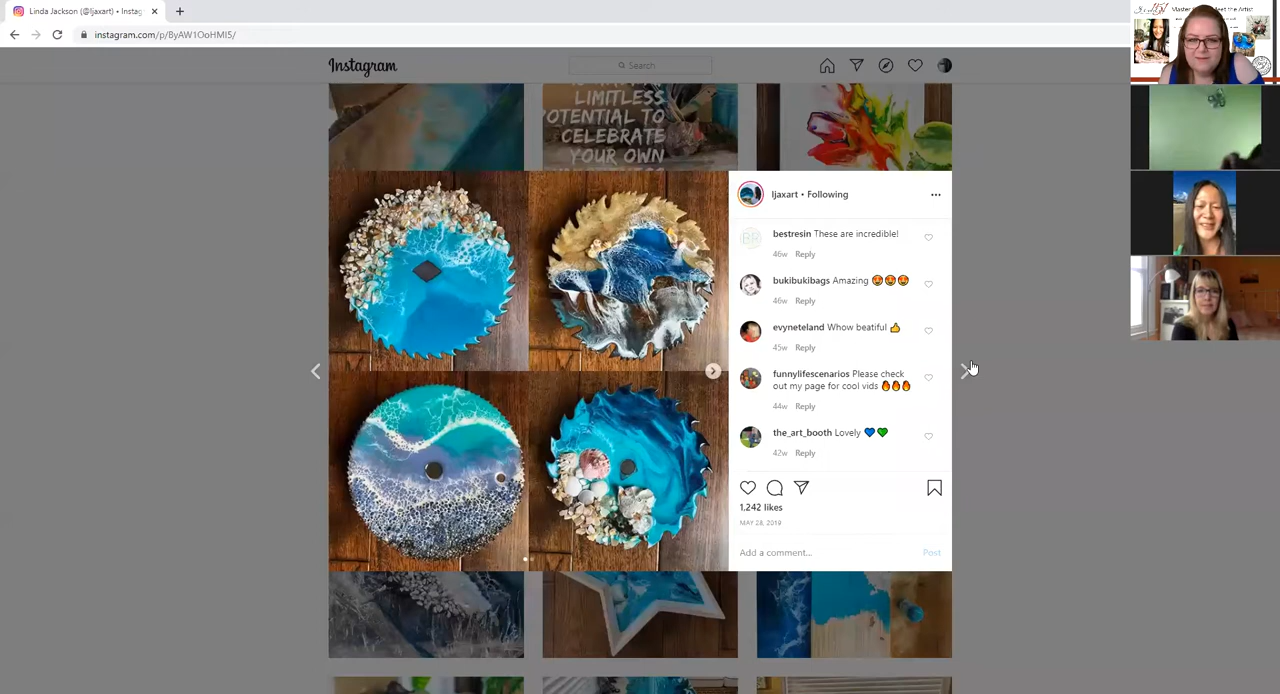 Linda Jackson (@ljaxart) • Instag
instagram.com/p/ByAW1OoHMI5/
Instagram
Search
LIMITLESS
POTENTIAL TO
CELEBRATE
YOUR OWN
ljaxart • Following
bestresin These are incredible!
46w Reply
bukibukibags Amazing 😍😍😍
46w Reply
evyneteland Whow beatiful 👍
45w Reply
funnylifescenarios Please check
out my page for cool vids 🔥🔥🔥
44w Reply
the_art_booth Lovely 💙💚
42w Reply
1,242 likes
MAY 28, 2019
Add a comment... Post